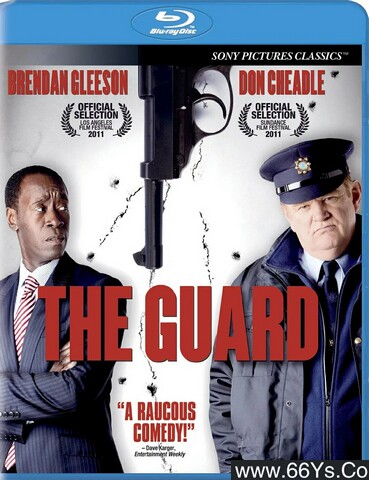 Blu-ray Disc
SONY PICTURES CLASSICS™
BRENDAN GLEESON
DON CHEADLE
OFFICIAL
SELECTION
LOS ANGELES
FILM FESTIVAL
2011
OFFICIAL
SELECTION
SUNDANCE
FILM FESTIVAL
2011
THE GUARD
“A RAUCOUS
COMEDY!”
– Dave Karger,
Entertainment Weekly
www.66Ys.Co